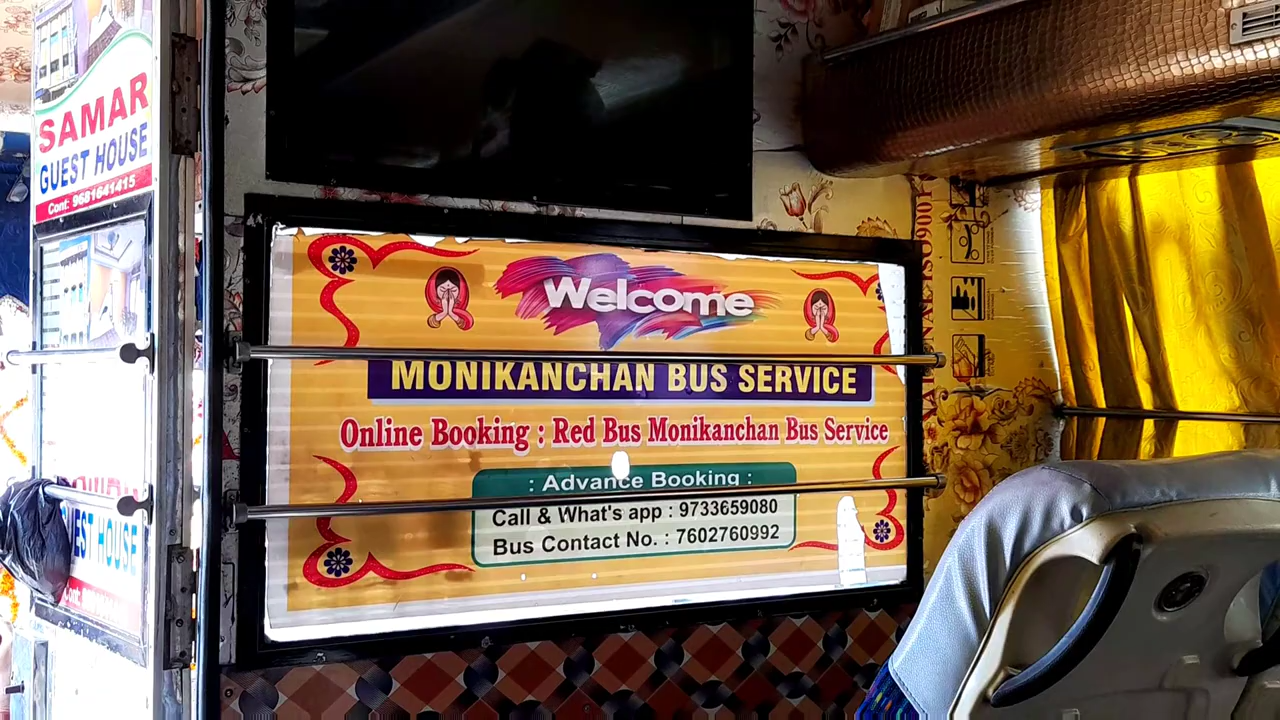 SAMAR
GUEST HOUSE
Cont: 9681641415
Welcome
MONIKANCHAN BUS SERVICE
Online Booking : Red Bus Monikanchan Bus Service
: Advance Booking :
Call & What's app : 9733659080
Bus Contact No. : 7602760992
GUEST HOUSE